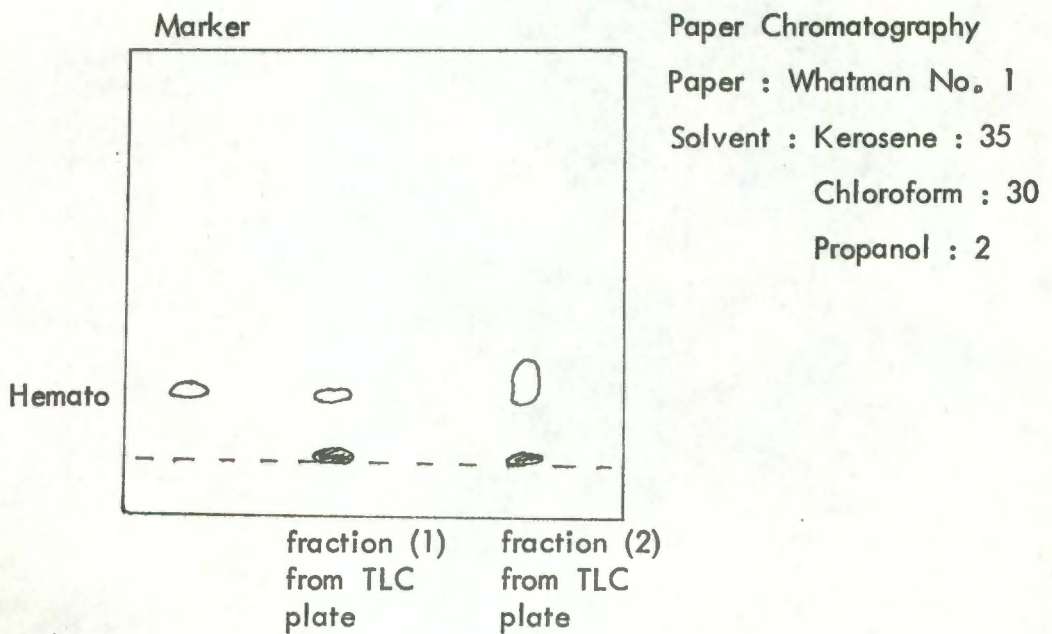 Marker
Paper Chromatography
Paper : Whatman No. 1
Solvent : Kerosene : 35
Chloroform : 30
Propanol : 2
Hemato
fraction (1)
from TLC
plate
fraction (2)
from TLC
plate